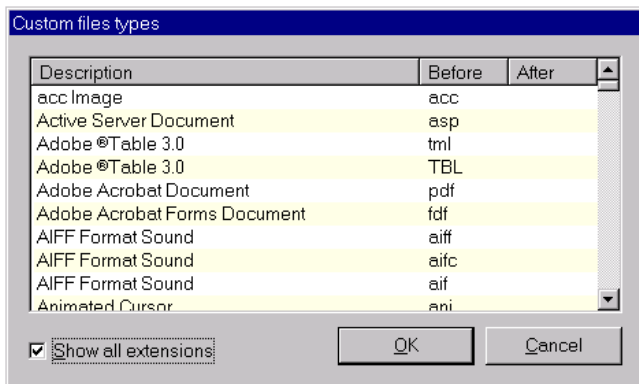 Custom files types
Description Before After
acc Image acc
Active Server Document asp
Adobe ®Table 3.0 tml
Adobe ®Table 3.0 TBL
Adobe Acrobat Document pdf
Adobe Acrobat Forms Document fdf
AIFF Format Sound aiff
AIFF Format Sound aifc
AIFF Format Sound aif
Animated Cursor ani
Show all extensions OK Cancel